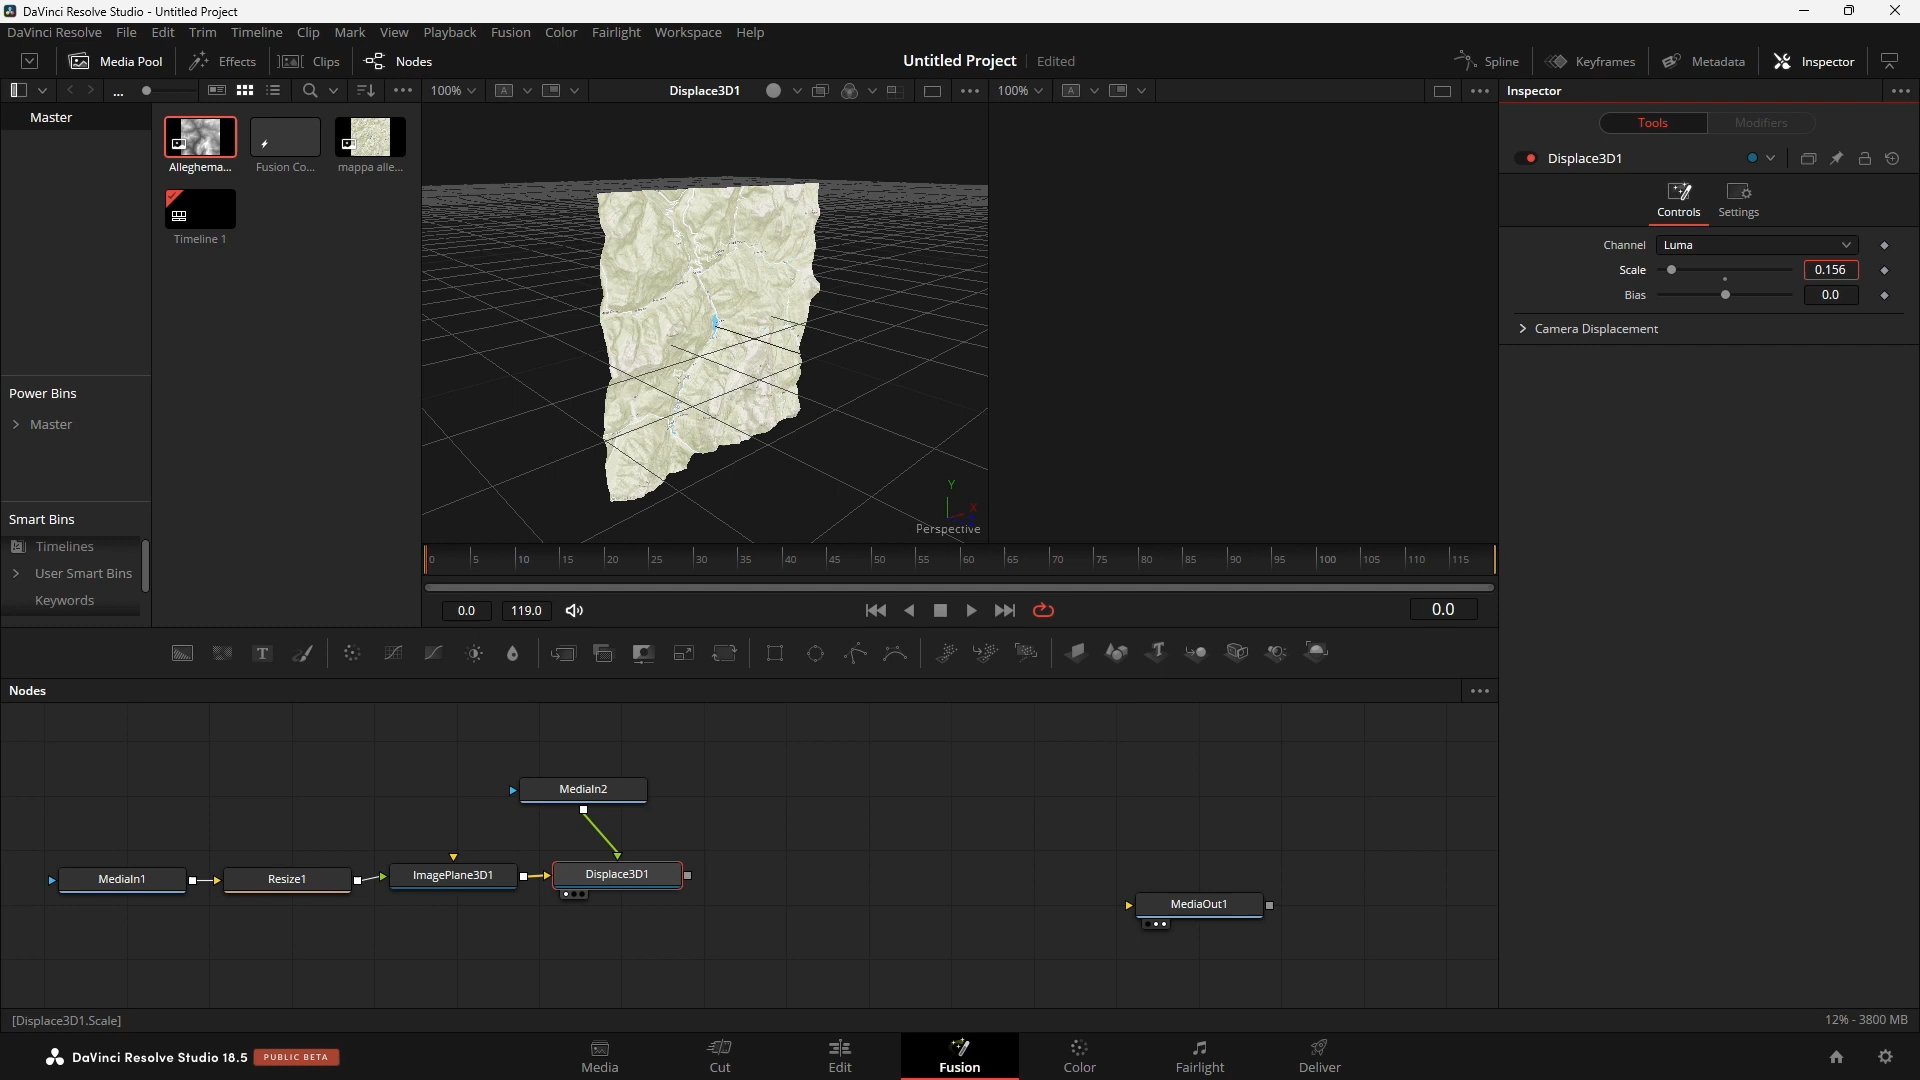 DaVinci Resolve Studio - Untitled Project
DaVinci Resolve File Edit Trim Timeline Clip Mark View Playback Fusion Color Fairlight Workspace Help
Media Pool Effects Clips Nodes Untitled Project Edited Spline Keyframes Metadata Inspector
... 100% A Displace3D1 100% A Inspector
Master
Alleghema... Fusion Co... mappa alle...
Timeline 1
Tools Modifiers
Displace3D1
Controls Settings
Channel Luma
Scale 0.156
Bias 0.0
Camera Displacement
Power Bins
Master
Smart Bins
Timelines
User Smart Bins
Keywords
Y
X
Perspective
0 5 10 15 20 25 30 35 40 45 50 55 60 65 70 75 80 85 90 95 100 105 110 115
0.0 119.0 0.0
T T
Nodes
MediaIn2
MediaIn1 Resize1 ImagePlane3D1 Displace3D1
MediaOut1
[Displace3D1.Scale] 12% - 3800 MB
DaVinci Resolve Studio 18.5 PUBLIC BETA
Media Cut Edit Fusion Color Fairlight Deliver